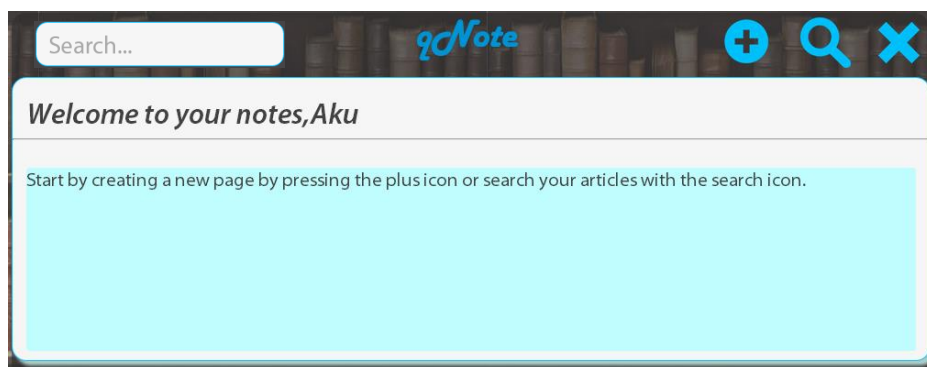 Search...
qcNote
Welcome to your notes,Aku
Start by creating a new page by pressing the plus icon or search your articles with the search icon.